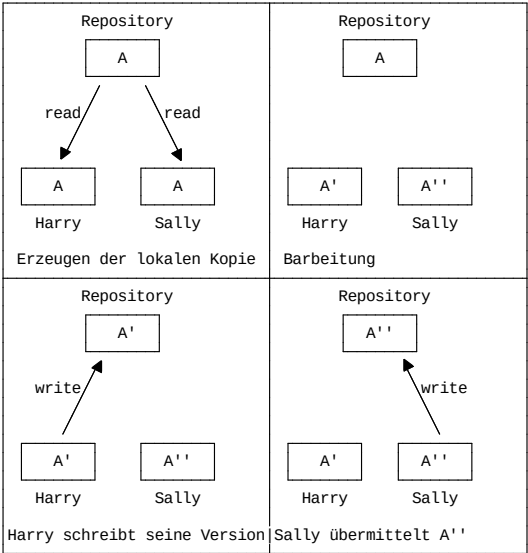 Repository
A
read read
A A
Harry Sally
Erzeugen der lokalen Kopie
Repository
A
A' A''
Harry Sally
Barbeitung
Repository
A'
write
A' A''
Harry Sally
Harry schreibt seine Version
Repository
A''
write
A' A''
Harry Sally
Sally übermittelt A''